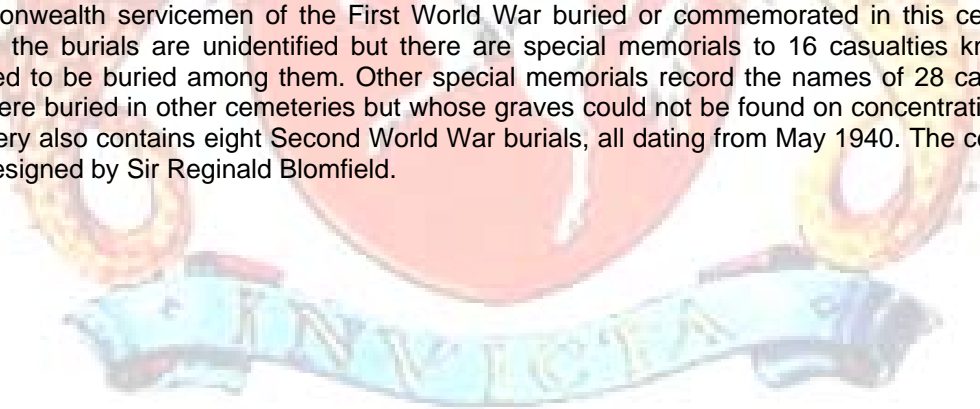 onwealth servicemen of the First World War buried or commemorated in this ce
the burials are unidentified but there are special memorials to 16 casualties k
ed to be buried among them. Other special memorials record the names of 28 ca
ere buried in other cemeteries but whose graves could not be found on concentrati
ery also contains eight Second World War burials, all dating from May 1940. The c
esigned by Sir Reginald Blomfield.
INVICTA